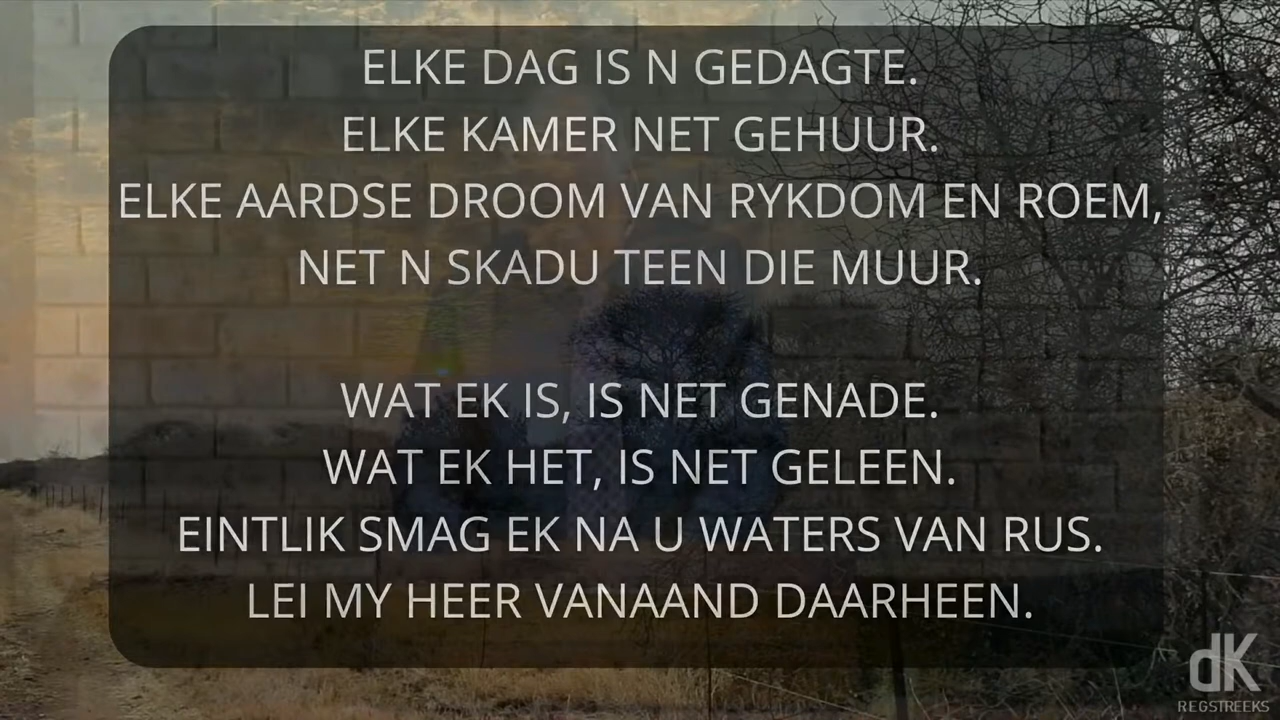 ELKE DAG IS N GEDAGTE.
ELKE KAMER NET GEHUUR.
ELKE AARDSE DROOM VAN RYKDOM EN ROEM,
NET N SKADU TEEN DIE MUUR.
WAT EK IS, IS NET GENADE.
WAT EK HET, IS NET GELEEN.
EINTLIK SMAG EK NA U WATERS VAN RUS.
LEI MY HEER VANAAND DAARHEEN.
dK
REGSTREEKS